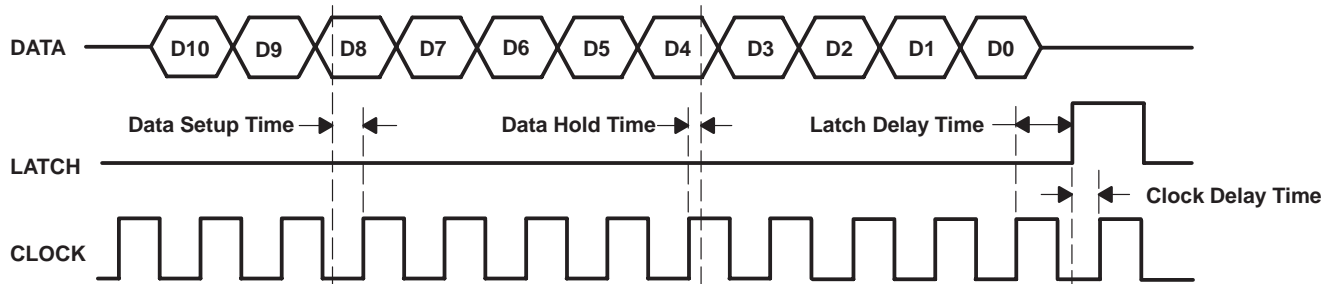 DATA D10 D9 D8 D7 D6 D5 D4 D3 D2 D1 D0
Data Setup Time Data Hold Time Latch Delay Time
LATCH
Clock Delay Time
CLOCK